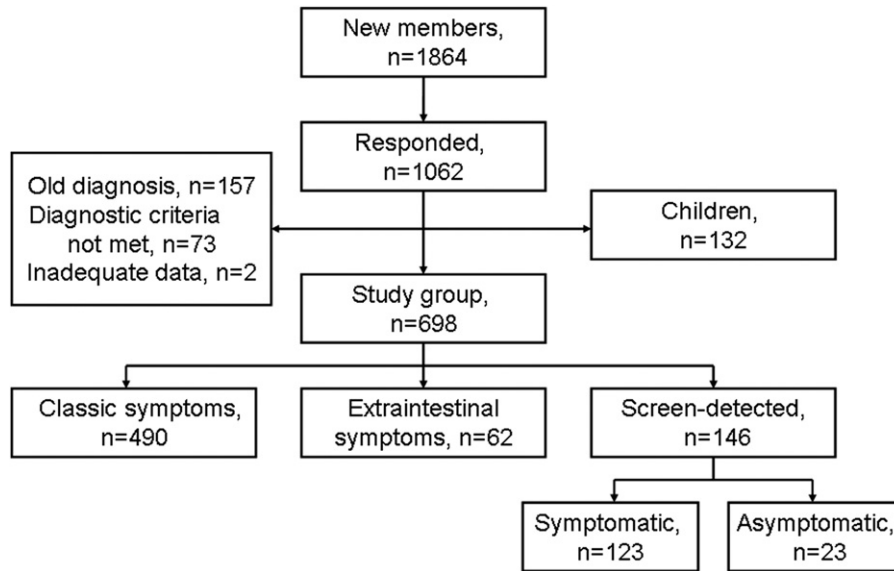 New members,
n=1864
Responded,
n=1062
Old diagnosis, n=157
Diagnostic criteria
not met, n=73
Inadequate data, n=2
Children,
n=132
Study group,
n=698
Classic symptoms,
n=490
Extraintestinal
symptoms, n=62
Screen-detected,
n=146
Symptomatic,
n=123
Asymptomatic,
n=23